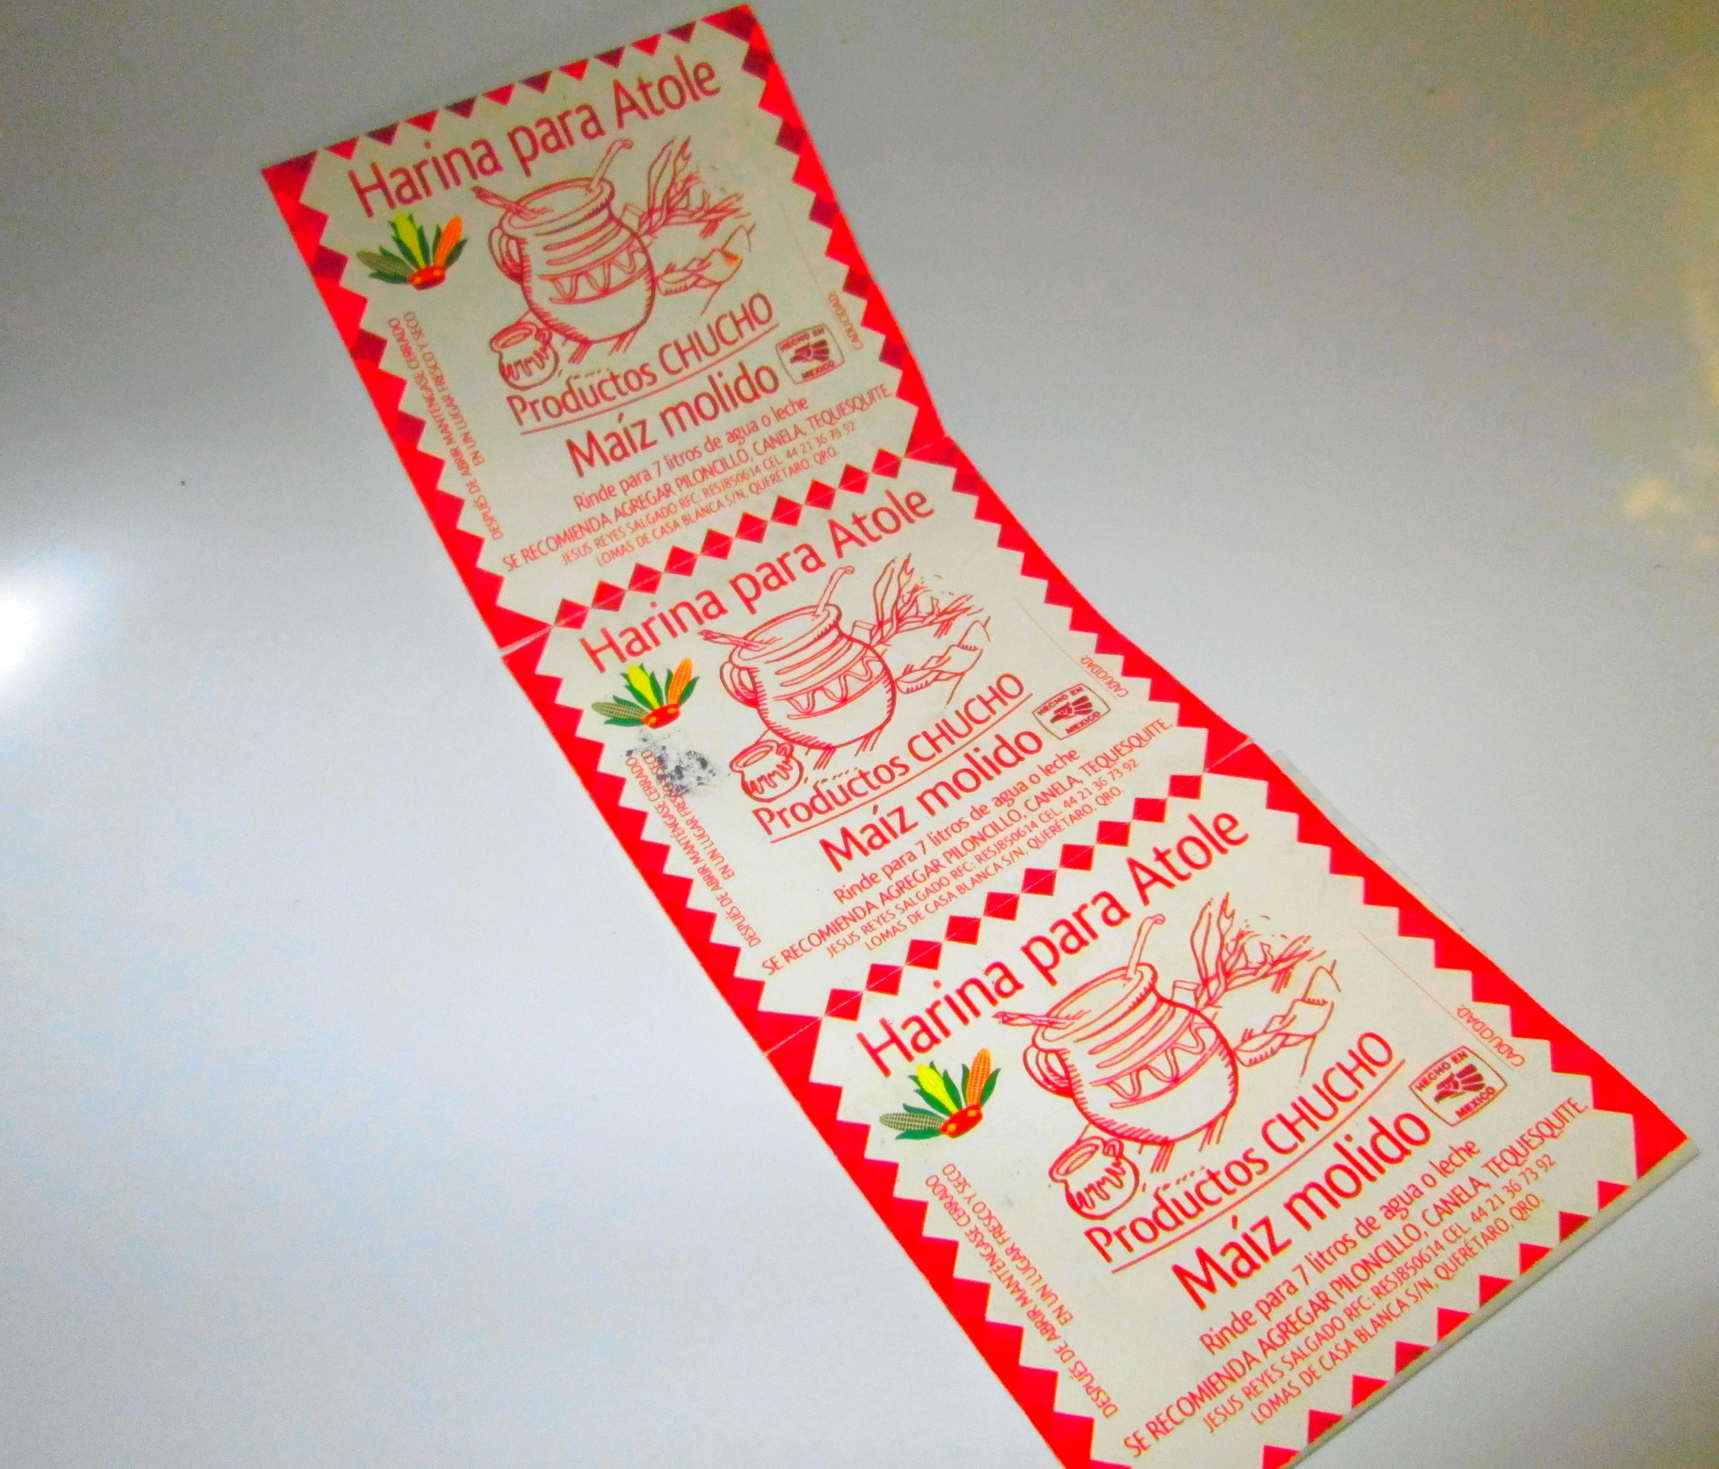 Harina para Atole
CADUCIDAD:
DESPUÉS DE ABRIR MANTÉNGASE CERRADO
EN UN LUGAR FRESCO Y SECO
Productos CHUCHO
HECHO EN
MEXICO
Maíz molido
Rinde para 7 litros de agua o leche
SE RECOMIENDA AGREGAR PILONCILLO, CANELA, TEQUESQUITE.
JESUS REYES SALGADO RFC: RESJ850614 CEL. 44 21 36 73 92
LOMAS DE CASA BLANCA S/N, QUERÉTARO, QRO.
Harina para Atole
CADUCIDAD:
DESPUÉS DE ABRIR MANTÉNGASE CERRADO
EN UN LUGAR FRESCO Y SECO
Productos CHUCHO
HECHO EN
MEXICO
Maíz molido
Rinde para 7 litros de agua o leche
SE RECOMIENDA AGREGAR PILONCILLO, CANELA, TEQUESQUITE.
JESUS REYES SALGADO RFC: RESJ850614 CEL. 44 21 36 73 92
LOMAS DE CASA BLANCA S/N, QUERÉTARO, QRO.
Harina para Atole
CADUCIDAD:
DESPUÉS DE ABRIR MANTÉNGASE CERRADO
EN UN LUGAR FRESCO Y SECO
Productos CHUCHO
HECHO EN
MEXICO
Maíz molido
Rinde para 7 litros de agua o leche
SE RECOMIENDA AGREGAR PILONCILLO, CANELA, TEQUESQUITE.
JESUS REYES SALGADO RFC: RESJ850614 CEL. 44 21 36 73 92
LOMAS DE CASA BLANCA S/N, QUERÉTARO, QRO.